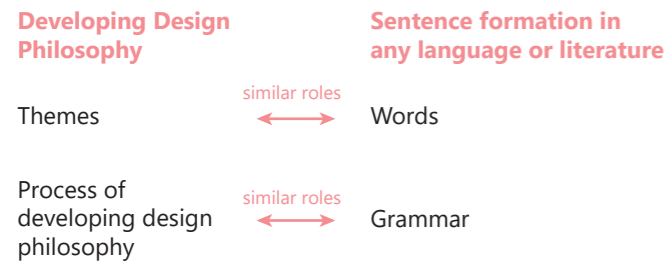 Developing Design
Philosophy
Sentence formation in
any language or literature
Themes
similar roles
Words
Process of
developing design
philosophy
similar roles
Grammar